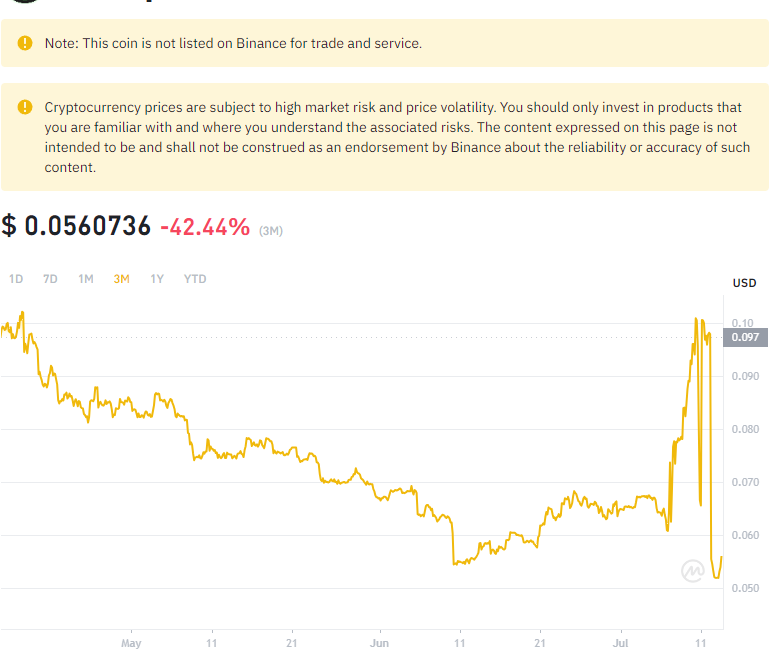 Note: This coin is not listed on Binance for trade and service.
Cryptocurrency prices are subject to high market risk and price volatility. You should only invest in products that
you are familiar with and where you understand the associated risks. The content expressed on this page is not
intended to be and shall not be construed as an endorsement by Binance about the reliability or accuracy of such
content.
$ 0.0560736 -42.44% (3M)
1D 7D 1M 3M 1Y YTD
USD
0.10
0.097
0.090
0.080
0.070
0.060
0.050
May 11 21 Jun 11 21 Jul 11